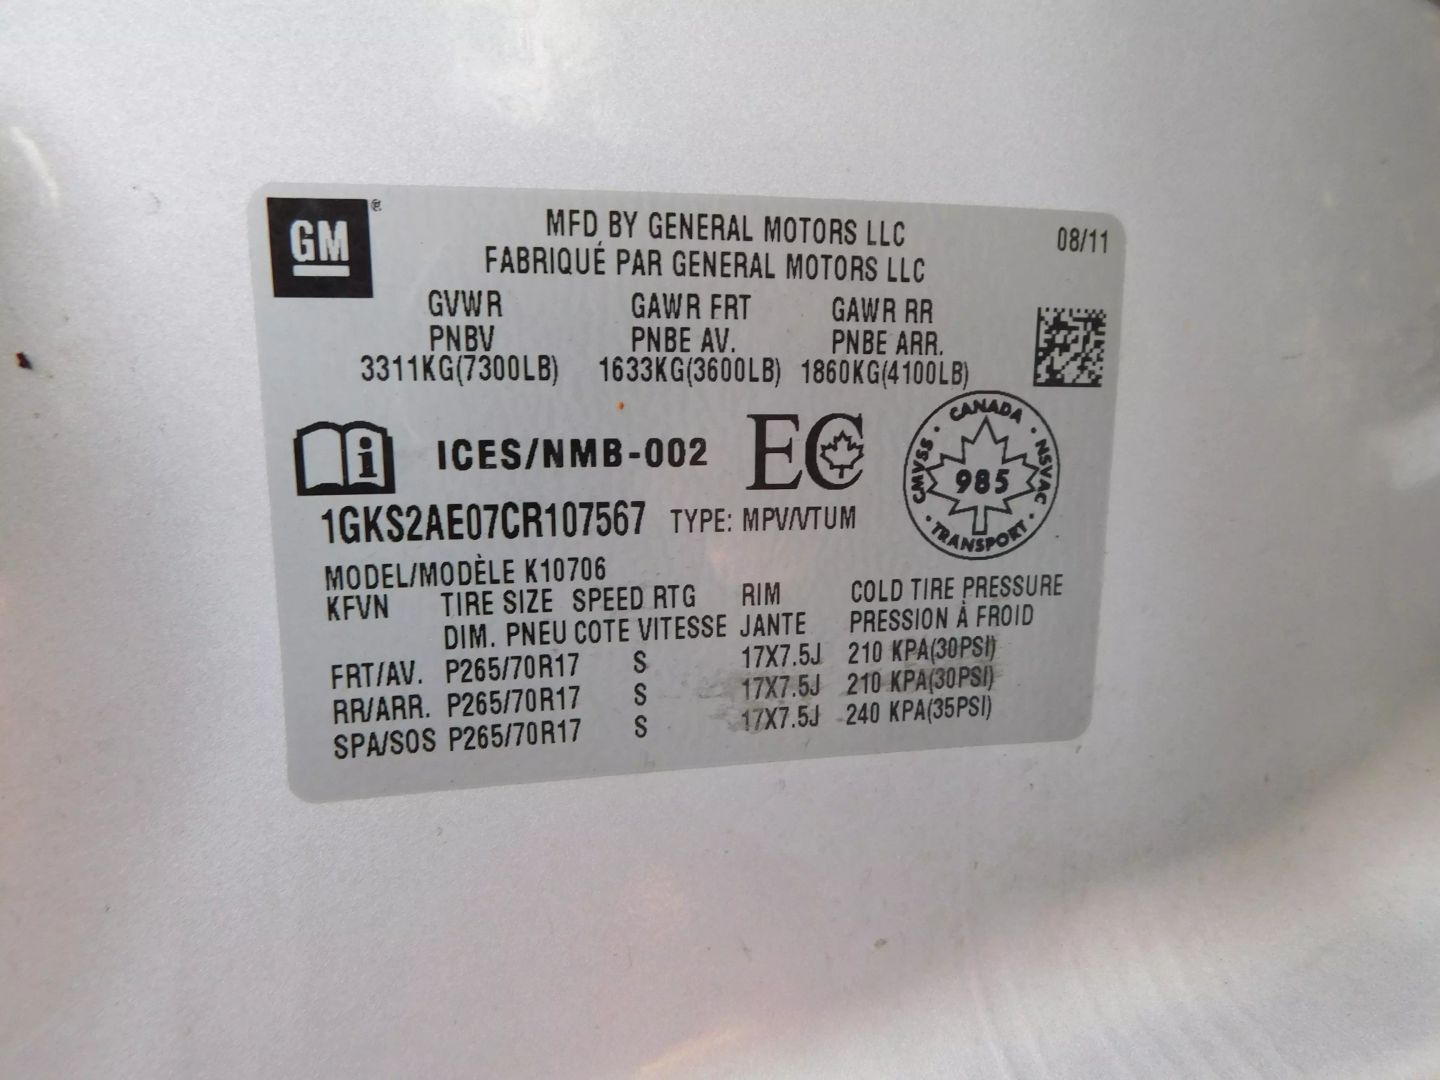 GM®
MFD BY GENERAL MOTORS LLC
08/11
FABRIQUÉ PAR GENERAL MOTORS LLC
GVWR GAWR FRT GAWR RR
PNBV PNBE AV. PNBE ARR.
3311KG(7300LB) 1633KG(3600LB) 1860KG(4100LB)
i ICES/NMB-002 EC
CANADA
CMVSS · 985 · NSVAC
TRANSPORT
1GKS2AE07CR107567 TYPE: MPV/VTUM
MODEL/MODÈLE K10706
KFVN TIRE SIZE SPEED RTG RIM COLD TIRE PRESSURE
DIM. PNEU COTE VITESSE JANTE PRESSION À FROID
FRT/AV. P265/70R17 S 17X7.5J 210 KPA(30PSI)
RR/ARR. P265/70R17 S 17X7.5J 210 KPA(30PSI)
SPA/SOS P265/70R17 S 17X7.5J 240 KPA(35PSI)